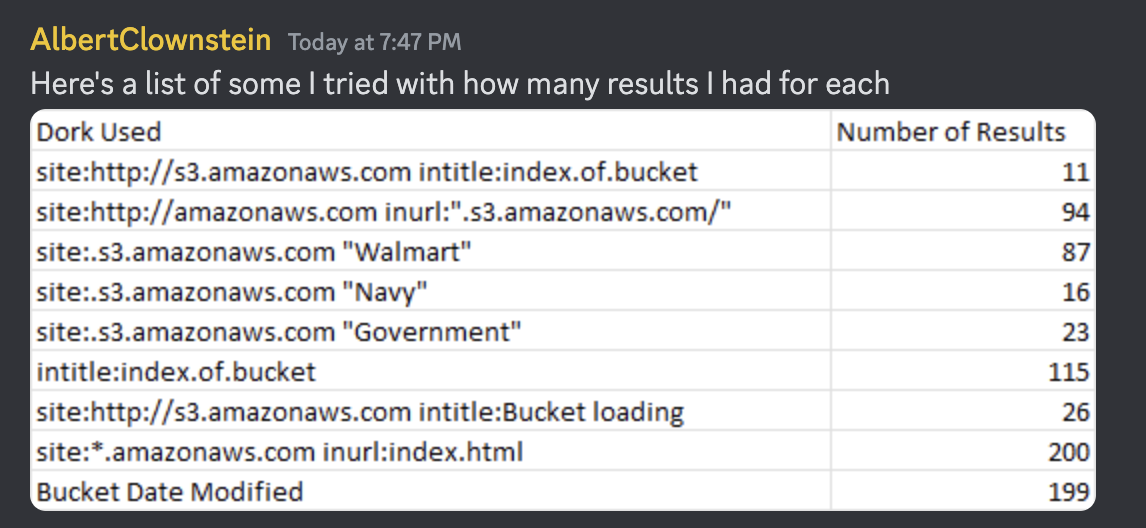 AlbertClownstein Today at 7:47 PM
Here's a list of some I tried with how many results I had for each
Dork Used Number of Results
site:http://s3.amazonaws.com intitle:index.of.bucket 11
site:http://amazonaws.com inurl:".s3.amazonaws.com/" 94
site:.s3.amazonaws.com "Walmart" 87
site:.s3.amazonaws.com "Navy" 16
site:.s3.amazonaws.com "Government" 23
intitle:index.of.bucket 115
site:http://s3.amazonaws.com intitle:Bucket loading 26
site:*.amazonaws.com inurl:index.html 200
Bucket Date Modified 199